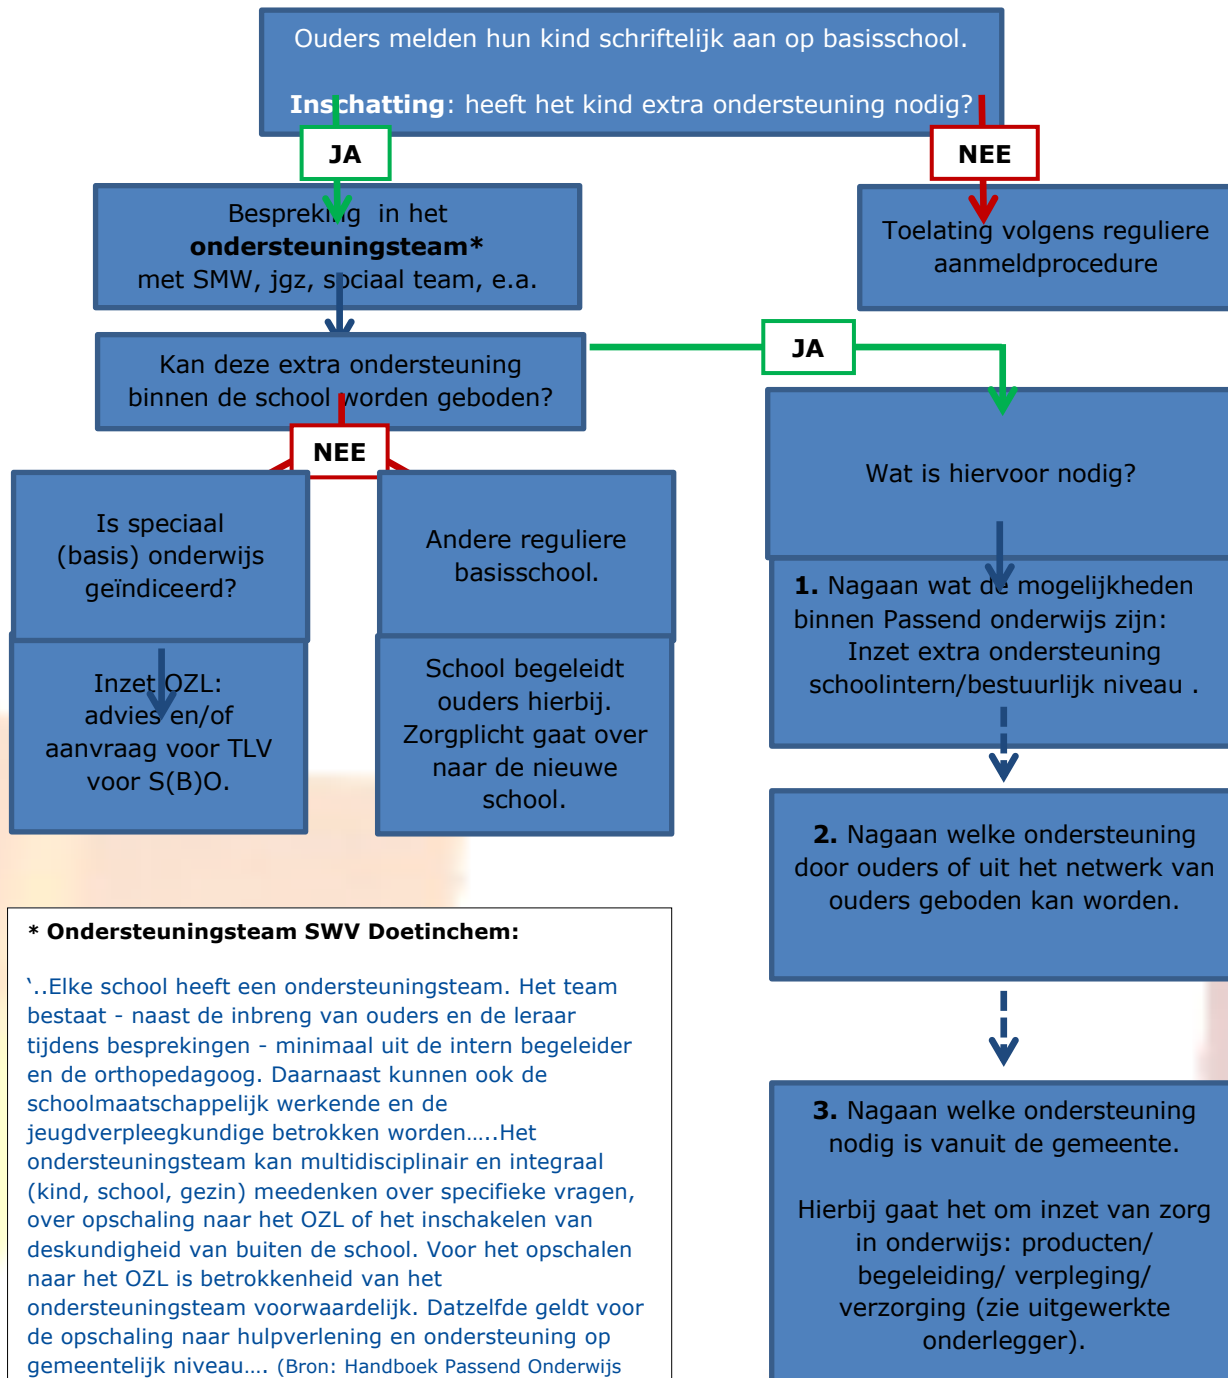 Ouders melden hun kind schriftelijk aan op basisschool.
Inschatting: heeft het kind extra ondersteuning nodig?
JA
NEE
Bespreking in het
ondersteuningsteam*
met SMW, jgz, sociaal team, e.a.
Toelating volgens reguliere
aanmeldprocedure
Kan deze extra ondersteuning
binnen de school worden geboden?
JA
NEE
Wat is hiervoor nodig?
Is speciaal
(basis) onderwijs
geïndiceerd?
Andere reguliere
basisschool.
Inzet OZL:
advies en/of
aanvraag voor TLV
voor S(B)O.
School begeleidt
ouders hierbij.
Zorgplicht gaat over
naar de nieuwe
school.
1. Nagaan wat de mogelijkheden
binnen Passend onderwijs zijn:
Inzet extra ondersteuning
schoolintern/bestuurlijk niveau .
2. Nagaan welke ondersteuning
door ouders of uit het netwerk van
ouders geboden kan worden.
3. Nagaan welke ondersteuning
nodig is vanuit de gemeente.
Hierbij gaat het om inzet van zorg
in onderwijs: producten/
begeleiding/ verpleging/
verzorging (zie uitgewerkte
onderlegger).
* Ondersteuningsteam SWV Doetinchem:
‘..Elke school heeft een ondersteuningsteam. Het team
bestaat - naast de inbreng van ouders en de leraar
tijdens besprekingen - minimaal uit de intern begeleider
en de orthopedagoog. Daarnaast kunnen ook de
schoolmaatschappelijk werkende en de
jeugdverpleegkundige betrokken worden…..Het
ondersteuningsteam kan multidisciplinair en integraal
(kind, school, gezin) meedenken over specifieke vragen,
over opschaling naar het OZL of het inschakelen van
deskundigheid van buiten de school. Voor het opschalen
naar het OZL is betrokkenheid van het
ondersteuningsteam voorwaardelijk. Datzelfde geldt voor
de opschaling naar hulpverlening en ondersteuning op
gemeentelijk niveau…. (Bron: Handboek Passend Onderwijs